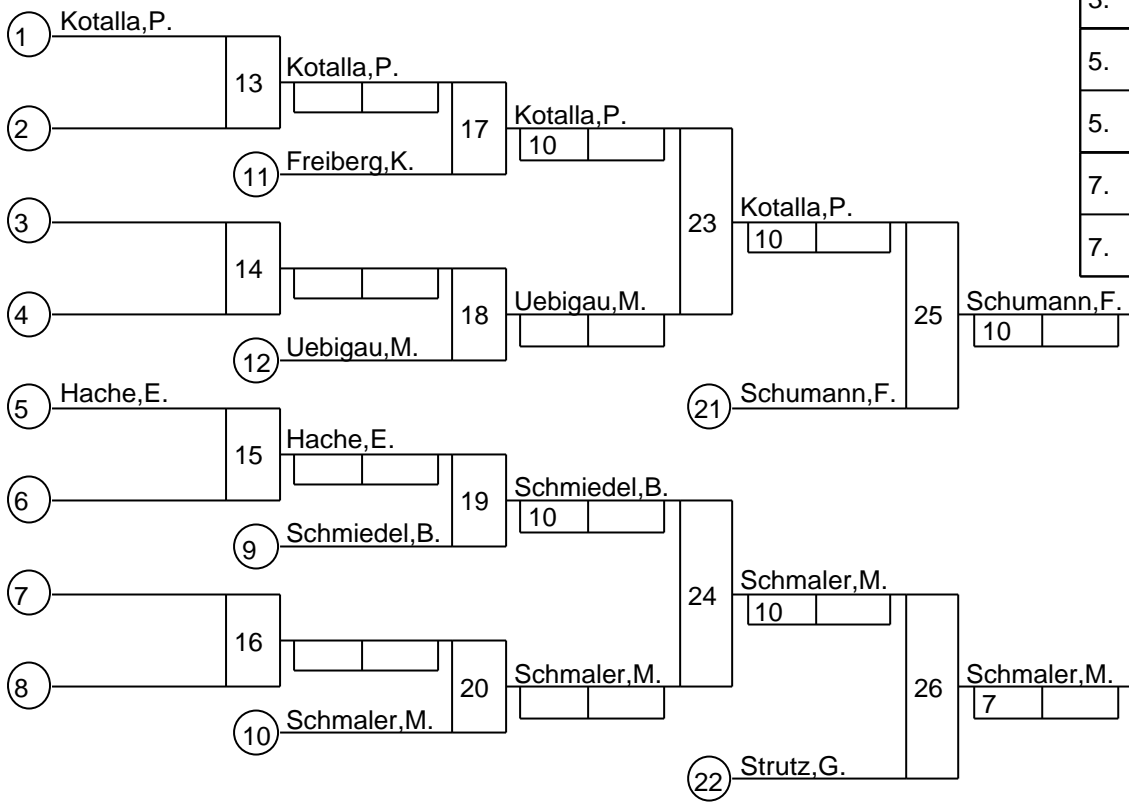 3.
1 Kotalla,P.
13 Kotalla,P.
5.
2
17 Kotalla,P.
10
5.
11 Freiberg,K.
7.
3
23 Kotalla,P.
10
7.
14
4
18 Uebigau,M.
25 Schumann,F.
10
12 Uebigau,M.
5 Hache,E.
21 Schumann,F.
15 Hache,E.
6
19 Schmiedel,B.
10
9 Schmiedel,B.
7
24 Schmaler,M.
10
16
8
20 Schmaler,M.
26 Schmaler,M.
7
10 Schmaler,M.
22 Strutz,G.